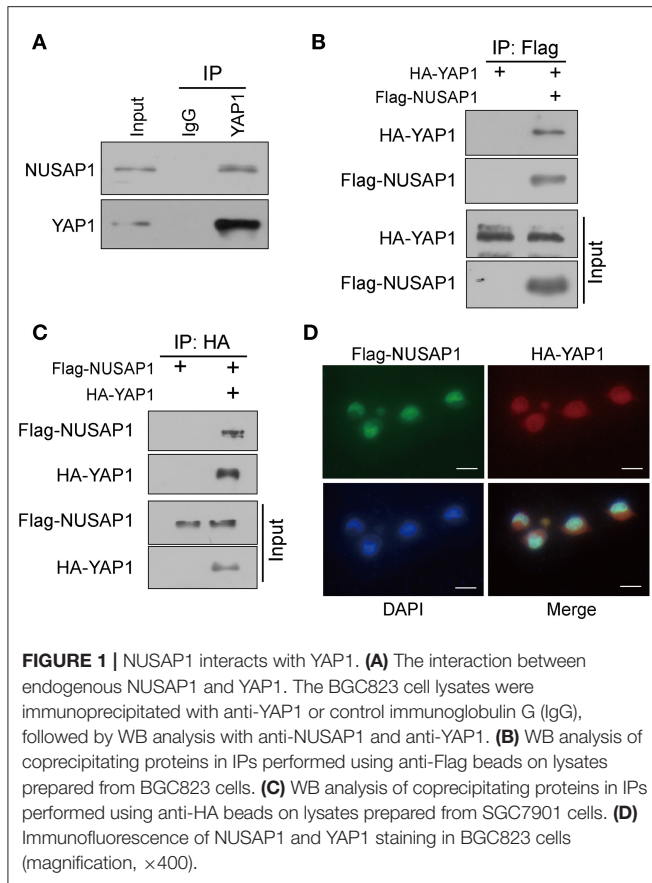 A
IP
Input
IgG
YAP1
NUSAP1
YAP1
B
IP: Flag
HA-YAP1 + +
Flag-NUSAP1 +
HA-YAP1
Flag-NUSAP1
HA-YAP1
Flag-NUSAP1
Input
C
IP: HA
Flag-NUSAP1 + +
HA-YAP1 +
Flag-NUSAP1
HA-YAP1
Flag-NUSAP1
HA-YAP1
Input
D
Flag-NUSAP1 HA-YAP1
DAPI Merge
FIGURE 1 | NUSAP1 interacts with YAP1. (A) The interaction between
endogenous NUSAP1 and YAP1. The BGC823 cell lysates were
immunoprecipitated with anti-YAP1 or control immunoglobulin G (IgG),
followed by WB analysis with anti-NUSAP1 and anti-YAP1. (B) WB analysis of
coprecipitating proteins in IPs performed using anti-Flag beads on lysates
prepared from BGC823 cells. (C) WB analysis of coprecipitating proteins in IPs
performed using anti-HA beads on lysates prepared from SGC7901 cells. (D)
Immunofluorescence of NUSAP1 and YAP1 staining in BGC823 cells
(magnification, ×400).